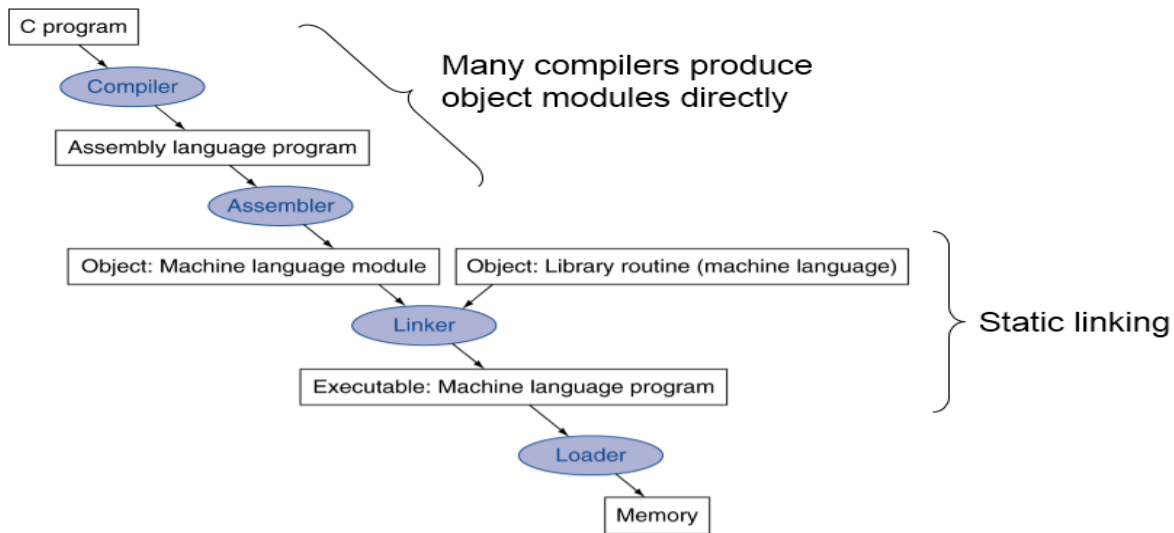 C program
Compiler
Many compilers produce
object modules directly
Assembly language program
Assembler
Object: Machine language module
Object: Library routine (machine language)
Linker
Static linking
Executable: Machine language program
Loader
Memory